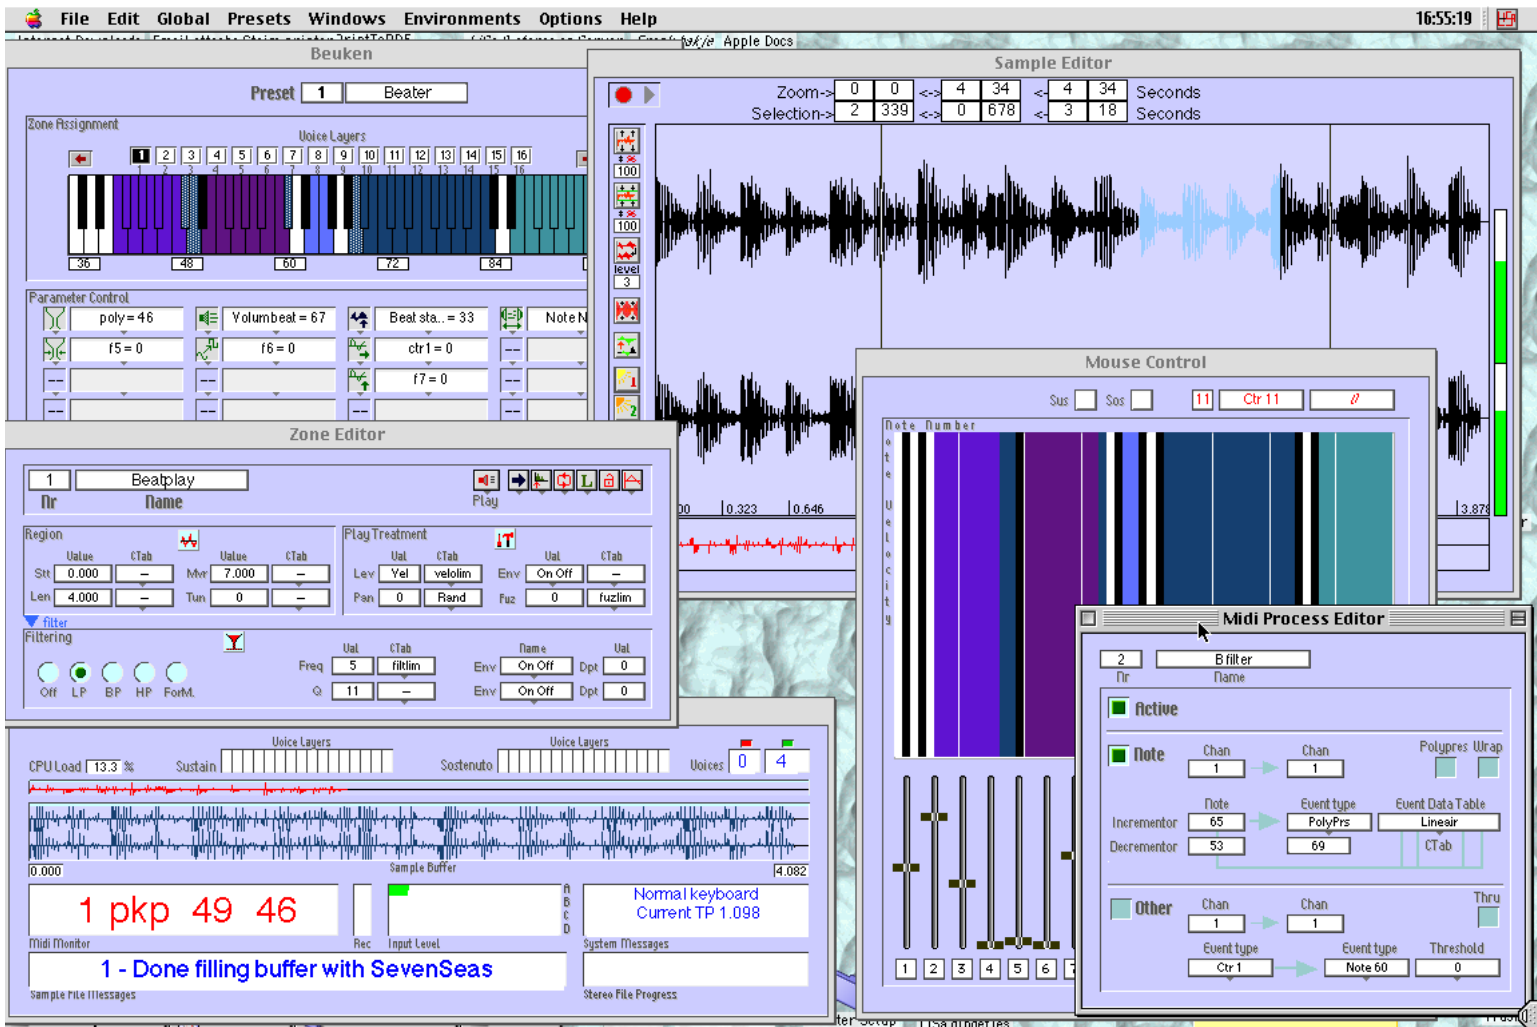 File Edit Global Presets Windows Environments Options Help 16:55:19
Apple Docs
Beuken
Preset 1 Beater
Zone Assignment
Voice Layers
1 2 3 4 5 6 7 8 9 10 11 12 13 14 15 16
36 48 60 72 84
Parameter Control
poly = 46 Volumbeat = 67 Beat sta.. = 33 Note N
f5 = 0 f6 = 0 ctr1 = 0
-- -- f7 = 0 --
-- -- -- --
Sample Editor
Zoom-> 0 0 <-> 4 34 <- 4 34 Seconds
Selection-> 2 339 <-> 0 678 <- 3 18 Seconds
100
100
level
3
1
2
00 0.323 0.646 3.878
Zone Editor
1 Beatplay
Nr Name
Play
L
Region
Value CTab Value CTab
Stt 0.000 – Mvr 7.000 –
Len 4.000 – Tun 0 –
Play Treatment
Val CTab Val CTab
Lev Vel velolim Env On Off –
Pan 0 Rand Fuz 0 fuzlim
filter
Filtering
Off LP BP HP ForM.
Val CTab Name Val
Freq 5 filtlim Env On Off Dpt 0
Q 11 – Env On Off Dpt 0
Voice Layers Voice Layers
CPU Load 13.3 % Sustain Sostenuto Voices 0 4
0.000 Sample Buffer 4.082
1 pkp 49 46
Midi Monitor Rec Input Level
A
B
C
D
Normal keyboard
Current TP 1.098
System Messages
1 - Done filling buffer with SevenSeas
Sample File Messages Stereo File Progress
Mouse Control
Sus Sos 11 Ctr 11 //
Note Number
Note Velocity
1 2 3 4 5 6 7
Midi Process Editor
2 B filter
Nr Name
Active
Note Chan Chan Polypres Wrap
1 1
Note Event type Event Data Table
Incrementor 65 PolyPrs Lineair
Decrementor 53 69 CTab
Other Chan Chan Thru
1 1
Event type Event type Threshold
Ctr 1 Note 60 0